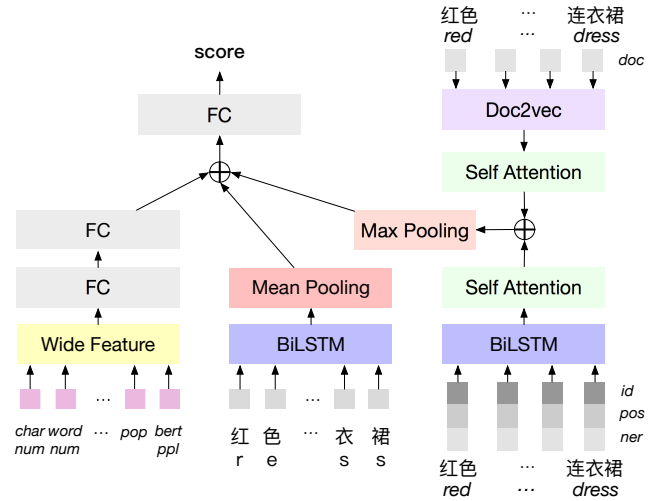 红色 ... 连衣裙
red ... dress
doc
Doc2vec
Self Attention
score
FC
Max Pooling
FC
FC
Wide Feature
char word ... pop bert
num num ppl
Mean Pooling
BiLSTM
红 色 ... 衣 裙
r e s s
Self Attention
BiLSTM
id
pos
ner
红色 ... 连衣裙
red ... dress